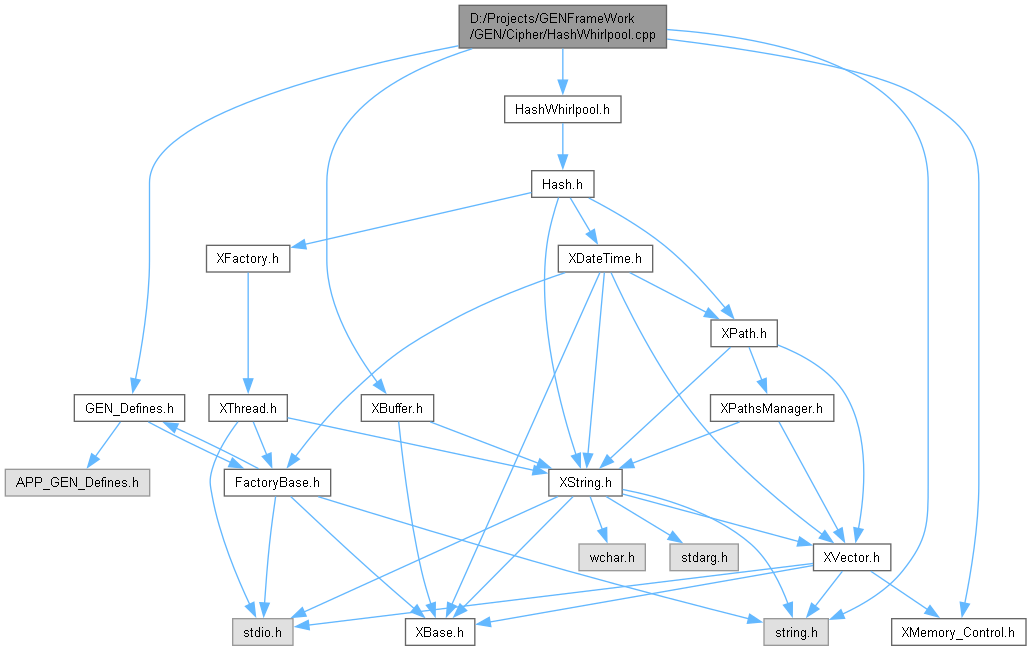 D:/Projects/GENFrameWork
/GEN/Cipher/HashWhirlpool.cpp
HashWhirlpool.h
Hash.h
XFactory.h
XDateTime.h
XPath.h
GEN_Defines.h
XThread.h
XBuffer.h
XPathsManager.h
APP_GEN_Defines.h
FactoryBase.h
XString.h
wchar.h
stdarg.h
XVector.h
stdio.h
XBase.h
string.h
XMemory_Control.h